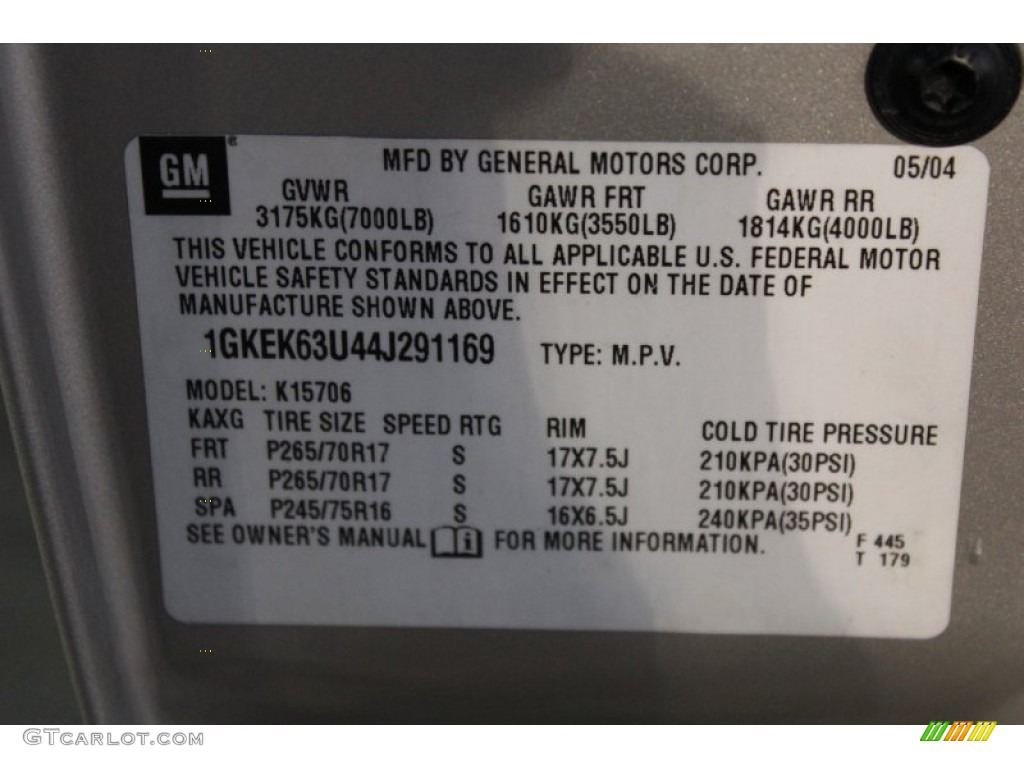 GM
MFD BY GENERAL MOTORS CORP. 05/04
GVWR GAWR FRT GAWR RR
3175KG(7000LB) 1610KG(3550LB) 1814KG(4000LB)
THIS VEHICLE CONFORMS TO ALL APPLICABLE U.S. FEDERAL MOTOR
VEHICLE SAFETY STANDARDS IN EFFECT ON THE DATE OF
MANUFACTURE SHOWN ABOVE.
1GKEK63U44J291169 TYPE: M.P.V.
MODEL: K15706
KAXG TIRE SIZE SPEED RTG RIM COLD TIRE PRESSURE
FRT P265/70R17 S 17X7.5J 210KPA(30PSI)
RR P265/70R17 S 17X7.5J 210KPA(30PSI)
SPA P245/75R16 S 16X6.5J 240KPA(35PSI)
SEE OWNER'S MANUAL i FOR MORE INFORMATION.
F 445
T 179
GTCarlot.com